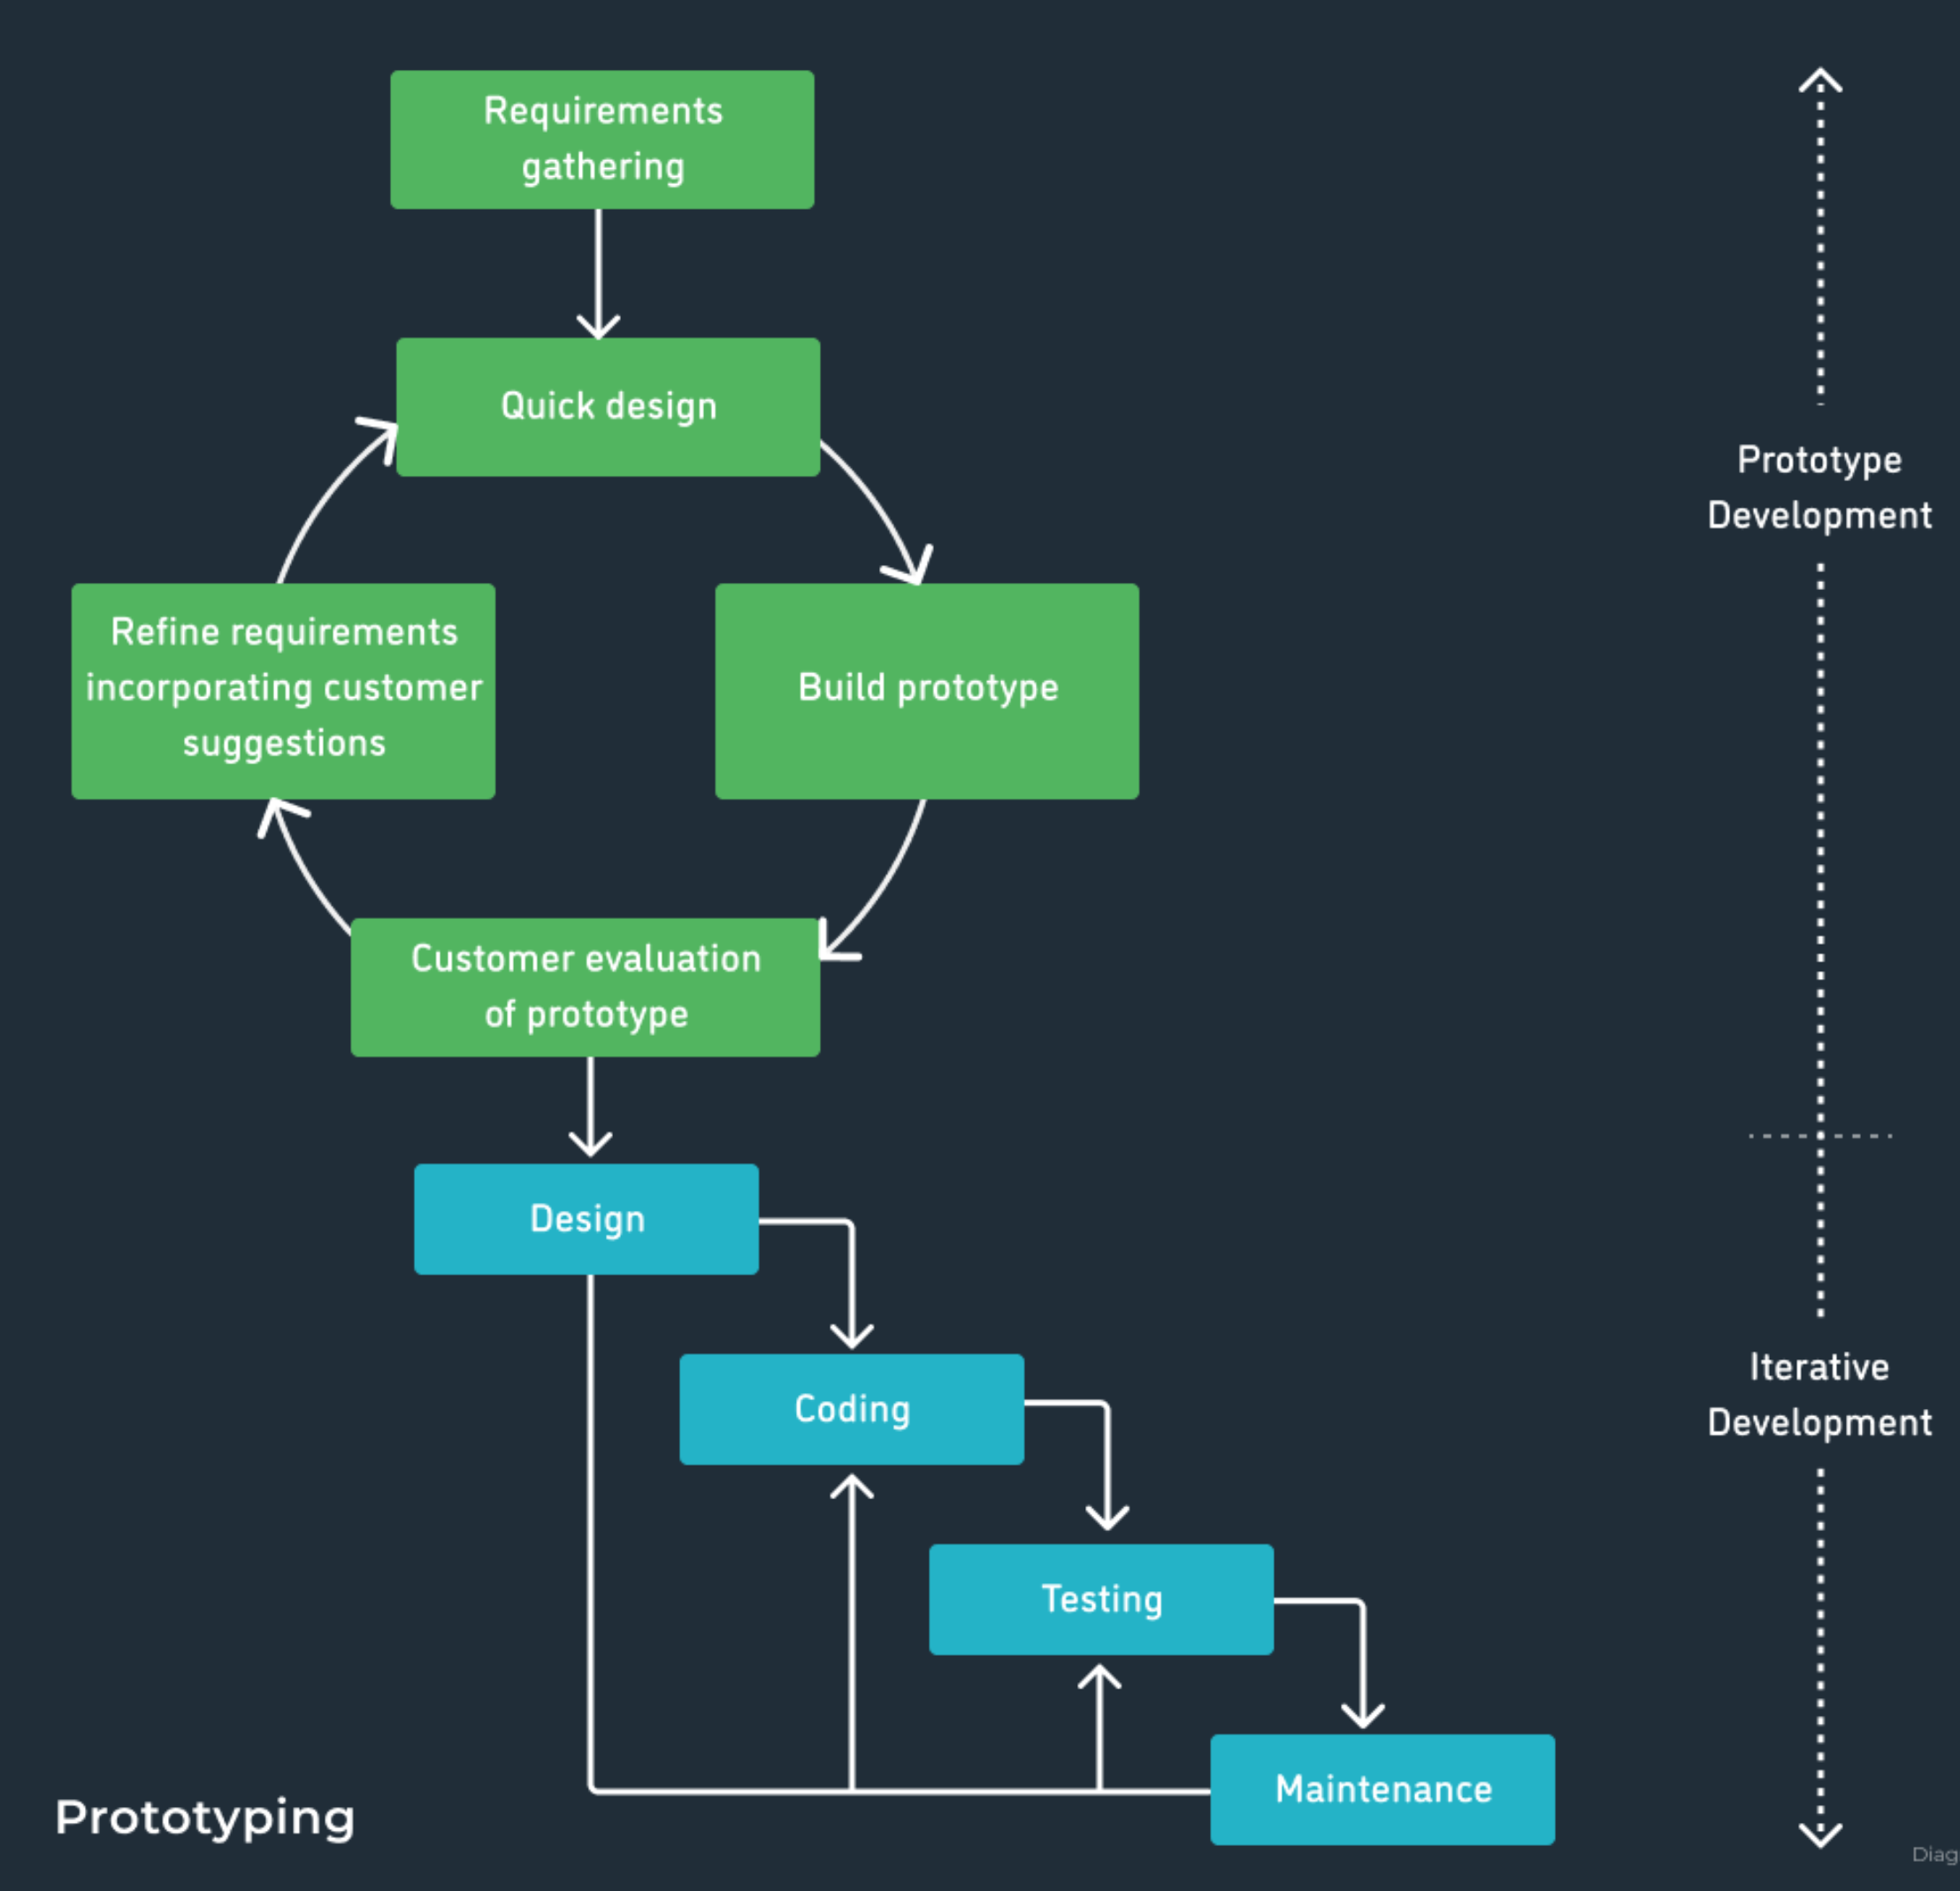 Requirements
gathering
Quick design
Prototype
Development
Refine requirements
incorporating customer
suggestions
Build prototype
Customer evaluation
of prototype
Design
Iterative
Development
Coding
Testing
Maintenance
Prototyping
Diag